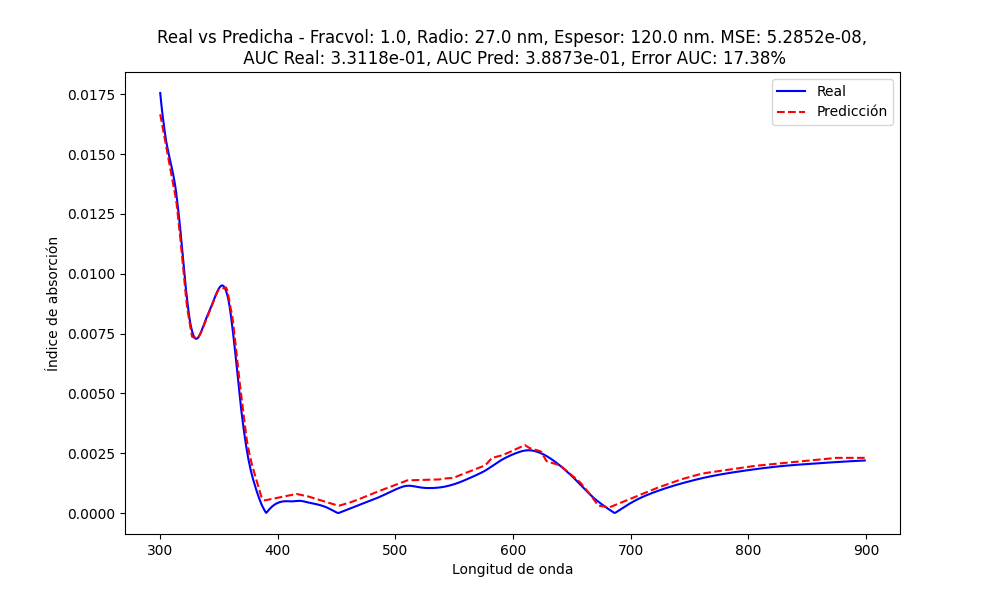 Real vs Predicha - Fracvol: 1.0, Radio: 27.0 nm, Espesor: 120.0 nm. MSE: 5.2852e-08,
AUC Real: 3.3118e-01, AUC Pred: 3.8873e-01, Error AUC: 17.38%
Real
Predicción
Índice de absorción
0.0175
0.0150
0.0125
0.0100
0.0075
0.0050
0.0025
0.0000
300 400 500 600 700 800 900
Longitud de onda